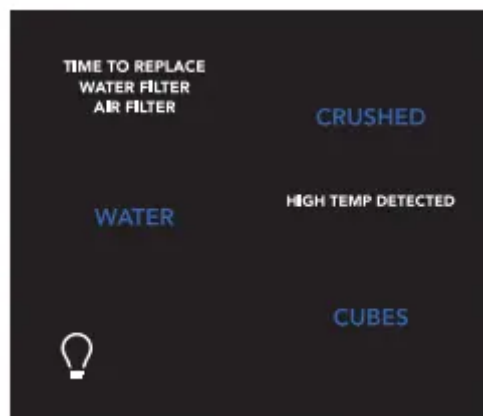 TIME TO REPLACE
WATER FILTER
AIR FILTER
CRUSHED
WATER
HIGH TEMP DETECTED
CUBES